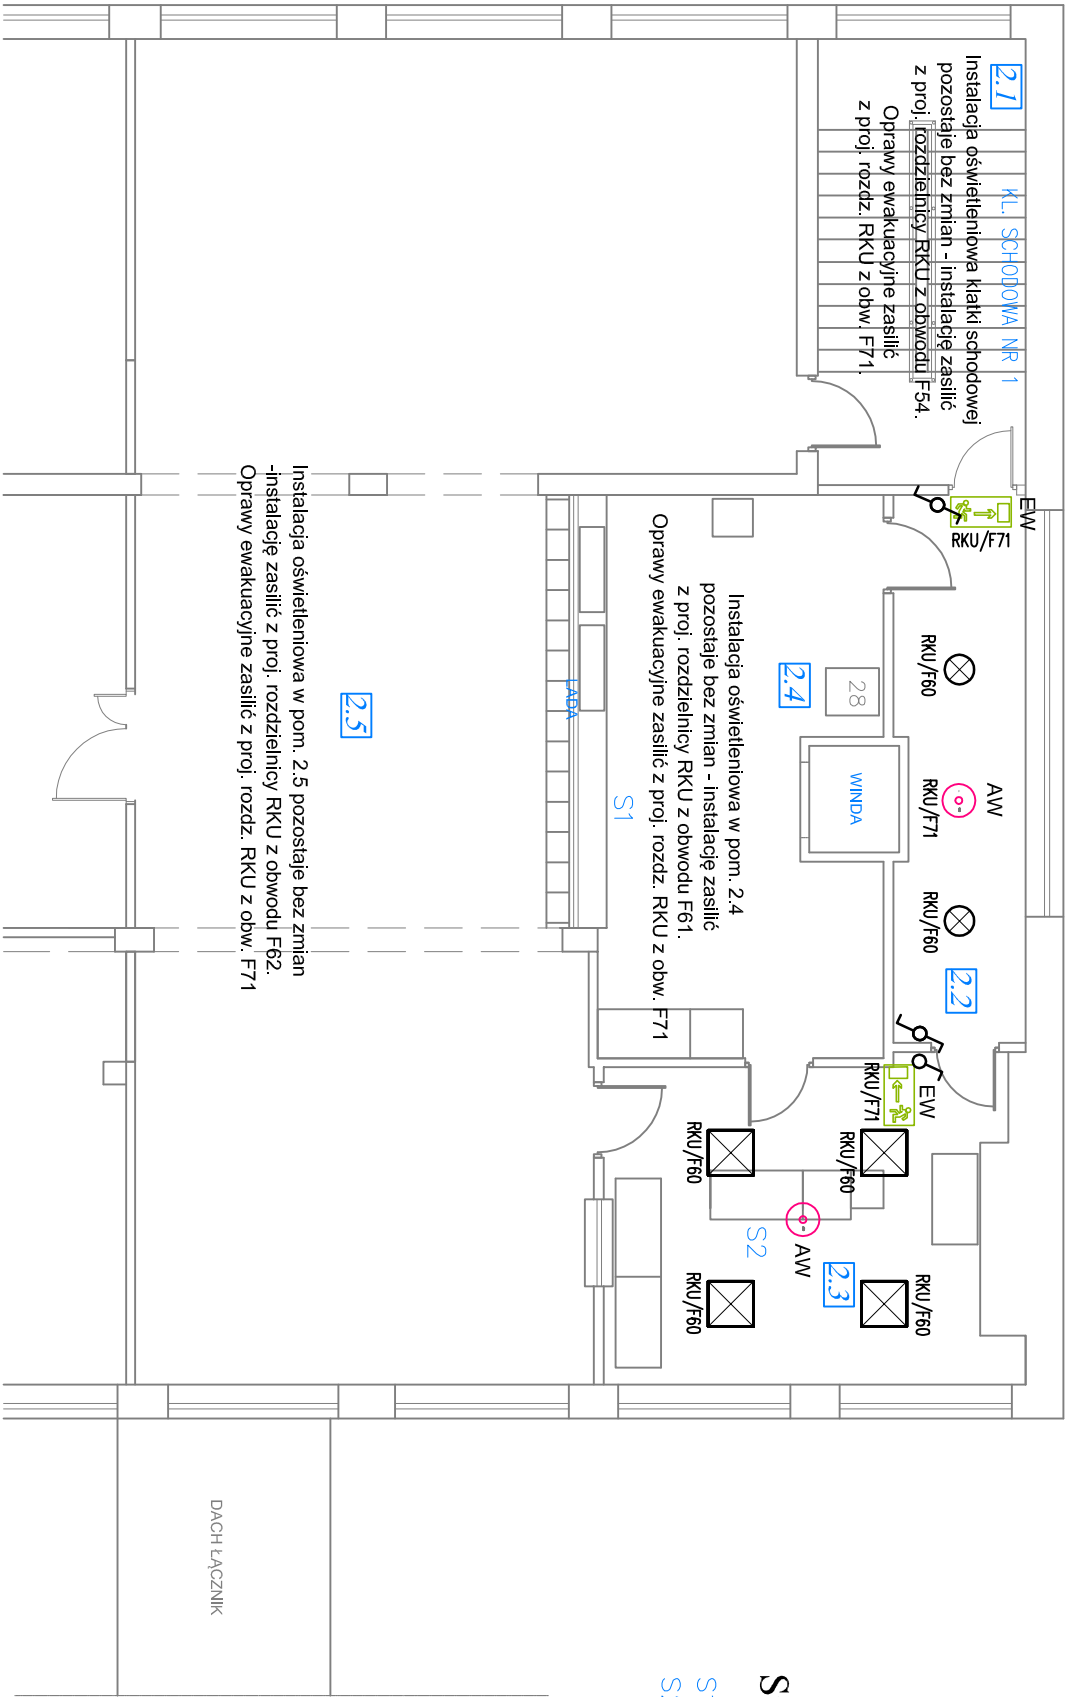 2.1
KL. SCHODOWA NR 1
Instalacja oświetleniowa klatki schodowej
pozostaje bez zmian - instalację zasilić
z proj. rozdzielnicy RKU z obwodu F54.
Oprawy ewakuacyjne zasilić
z proj. rozdz. RKU z obw. F71.
EW
RKU/F71
RKU/F60
AW
RKU/F71
RKU/F60
2.2
EW
RKU/F71
WINDA
28
2.4
Instalacja oświetleniowa w pom. 2.4
pozostaje bez zmian - instalację zasilić
z proj. rozdzielnicy RKU z obwodu F61.
Oprawy ewakuacyjne zasilić z proj. rozdz. RKU z obw. F71
S1
LADA
RKU/F60
RKU/F60
RKU/F60
RKU/F60
2.3
AW
S2
2.5
Instalacja oświetleniowa w pom. 2.5 pozostaje bez zmian
-instalację zasilić z proj. rozdzielnicy RKU z obwodu F62.
Oprawy ewakuacyjne zasilić z proj. rozdz. RKU z obw. F71
DACH ŁĄCZNIK
S
S
S